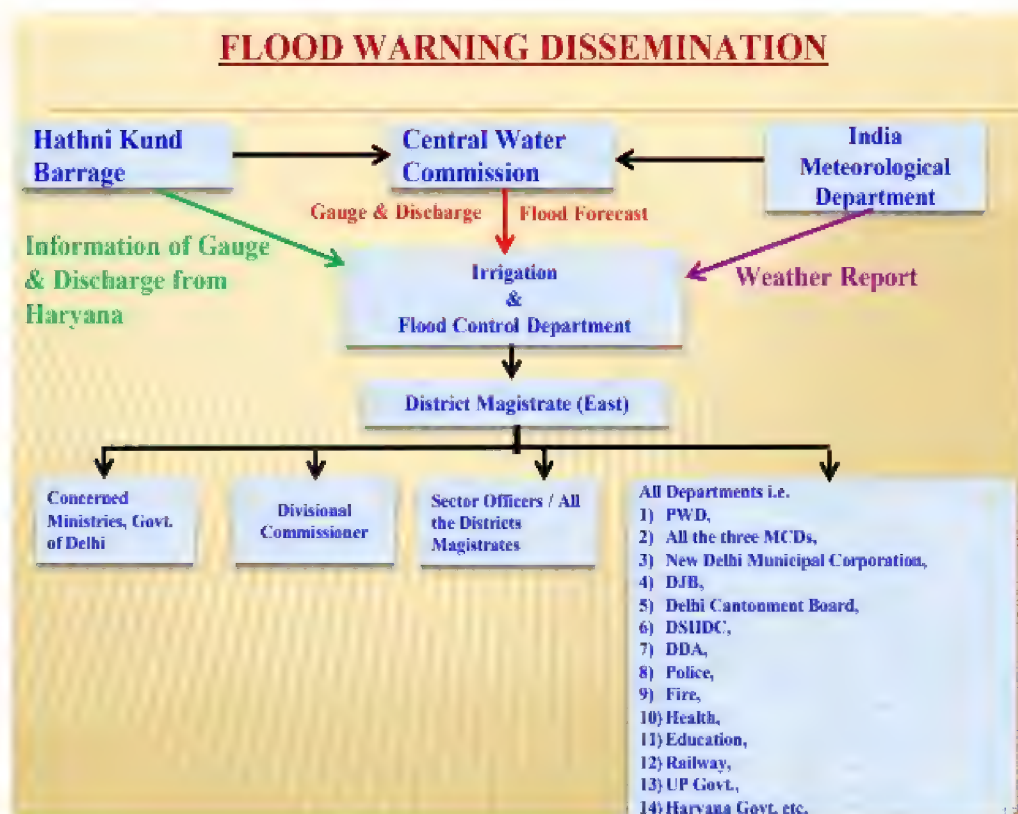 FLOOD WARNING DISSEMINATION
Hathni Kund
Barrage
Central Water
Commission
India
Meteorological
Department
Gauge & Discharge
Flood Forecast
Information of Gauge
& Discharge from
Haryana
Weather Report
Irrigation
&
Flood Control Department
District Magistrate (East)
Concerned
Ministries, Govt.
of Delhi
Divisional
Commissioner
Sector Officers / All
the Districts
Magistrates
All Departments i.e.
1) PWD,
2) All the three MCDs,
3) New Delhi Municipal Corporation,
4) DJB,
5) Delhi Cantonment Board,
6) DSIIDC,
7) DDA,
8) Police,
9) Fire,
10) Health,
11) Education,
12) Railway,
13) UP Govt.,
14) Haryana Govt. etc.